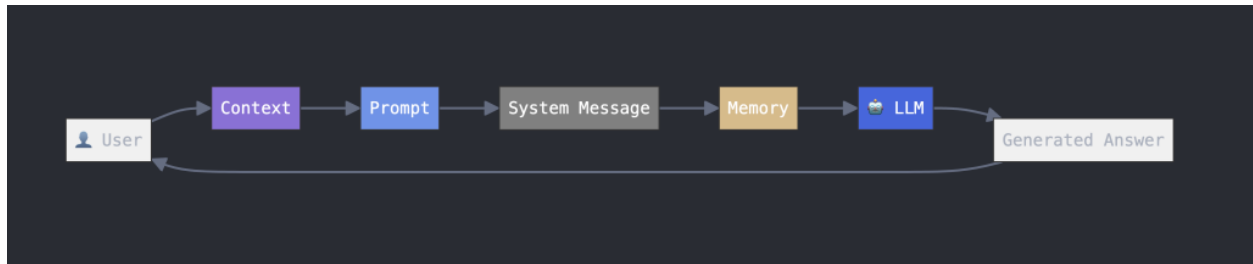 👤 User
Context
Prompt
System Message
Memory
🤖 LLM
Generated Answer